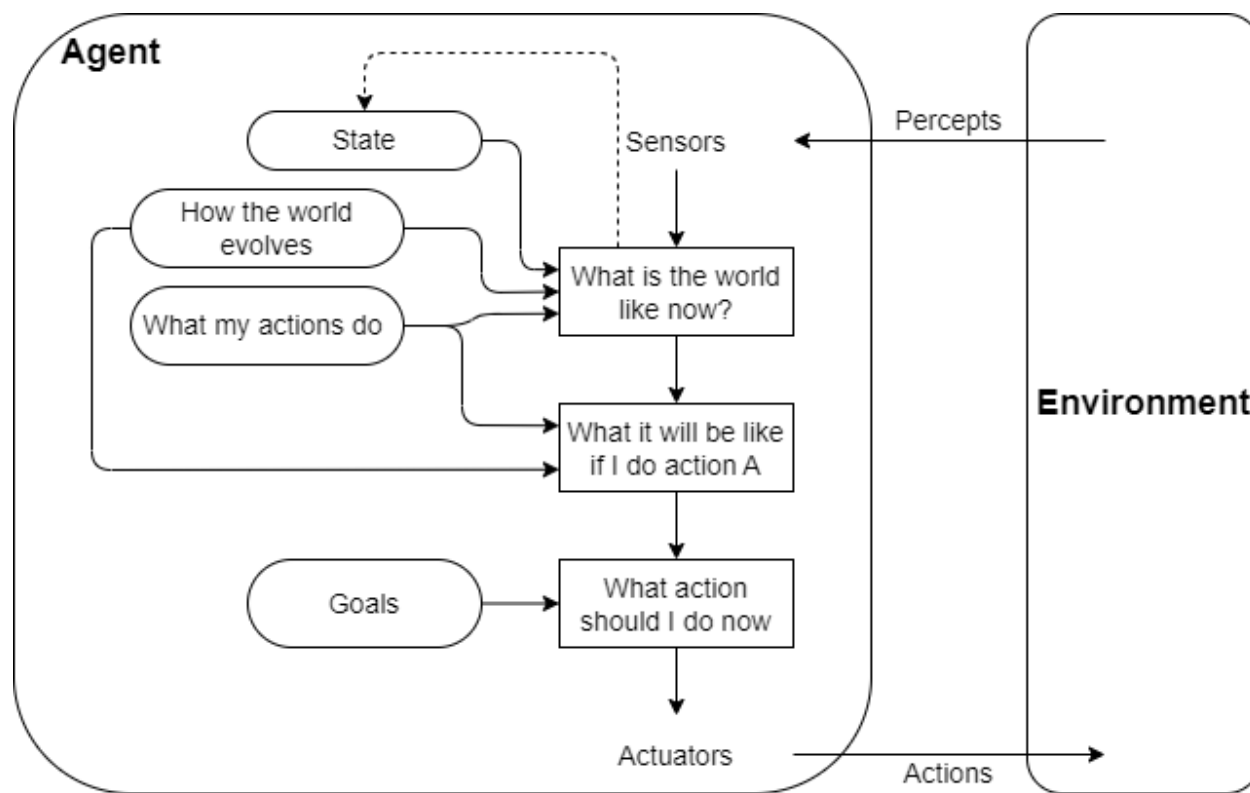 Agent
Percepts
State
Sensors
How the world
evolves
What is the world
like now?
What my actions do
Environment
What it will be like
if I do action A
Goals
What action
should I do now
Actuators
Actions